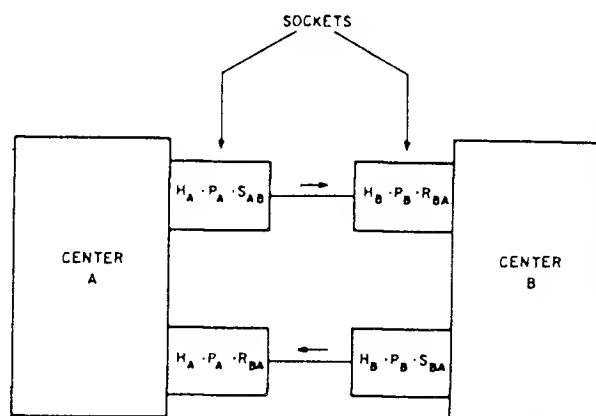 SOCKETS
H_A · P_A · S_AB
H_B · P_B · R_BA
CENTER
A
CENTER
B
H_A · P_A · R_BA
H_B · P_B · S_BA